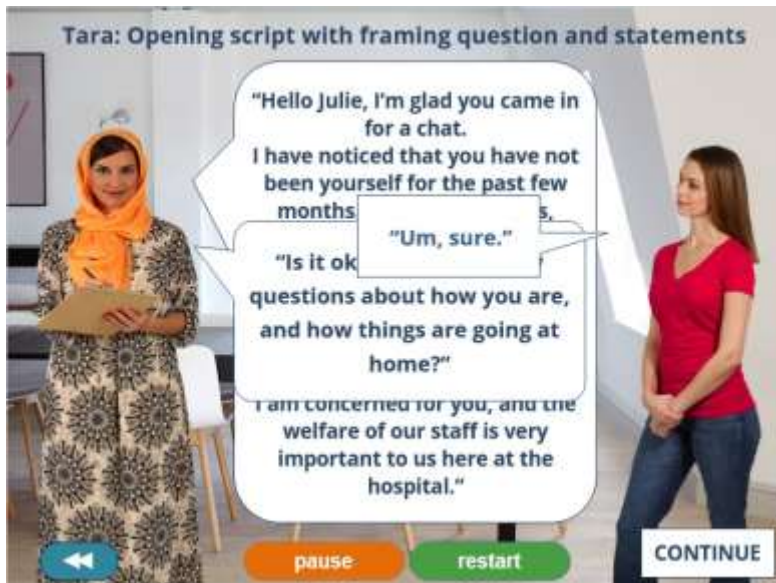 Tara: Opening script with framing question and statements
“Hello Julie, I’m glad you came in
for a chat.
I have noticed that you have not
been yourself for the past few
months
“Um, sure.”
“Is it ok
questions about how you are,
and how things are going at
home?”
I am concerned for you, and the
welfare of our staff is very
important to us here at the
hospital.”
pause
restart
CONTINUE